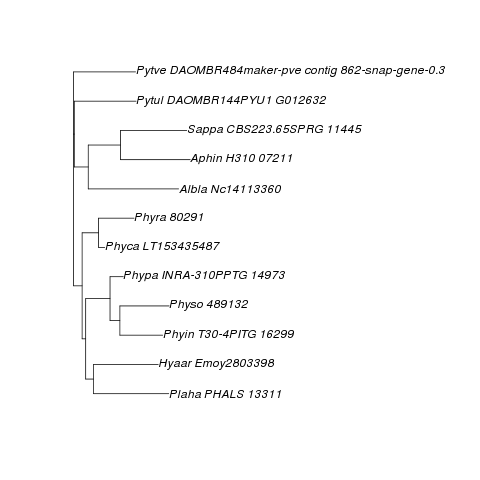 Pytve DAOMBR484maker-pve contig 862-snap-gene-0.3
Pytul DAOMBR144PYU1 G012632
Sappa CBS223.65SPRG 11445
Aphin H310 07211
Albla Nc14113360
Phyra 80291
Phyca LT153435487
Phypa INRA-310PPTG 14973
Physo 489132
Phyin T30-4PITG 16299
Hyaar Emoy2803398
Plaha PHALS 13311